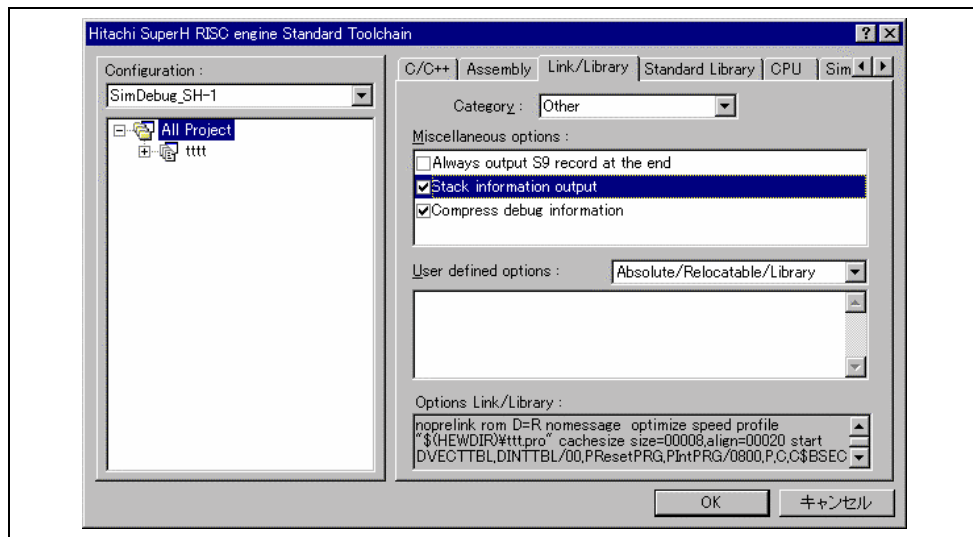 Hitachi SuperH RISC engine Standard Toolchain
Configuration :
SimDebug_SH-1
All Project
tttt
C/C++ Assembly Link/Library Standard Library CPU Sim
Category : Other
Miscellaneous options :
Always output S9 record at the end
Stack information output
Compress debug information
User defined options : Absolute/Relocatable/Library
Options Link/Library :
noprelink rom D=R nomessage optimize speed profile
"$(HEWDIR)¥ttt.pro" cachesize size=00008,align=00020 start
DVECTTBL,DINTTBL/00,PResetPRG,PIntPRG/0800,P,C,C$BSEC
OK キャンセル